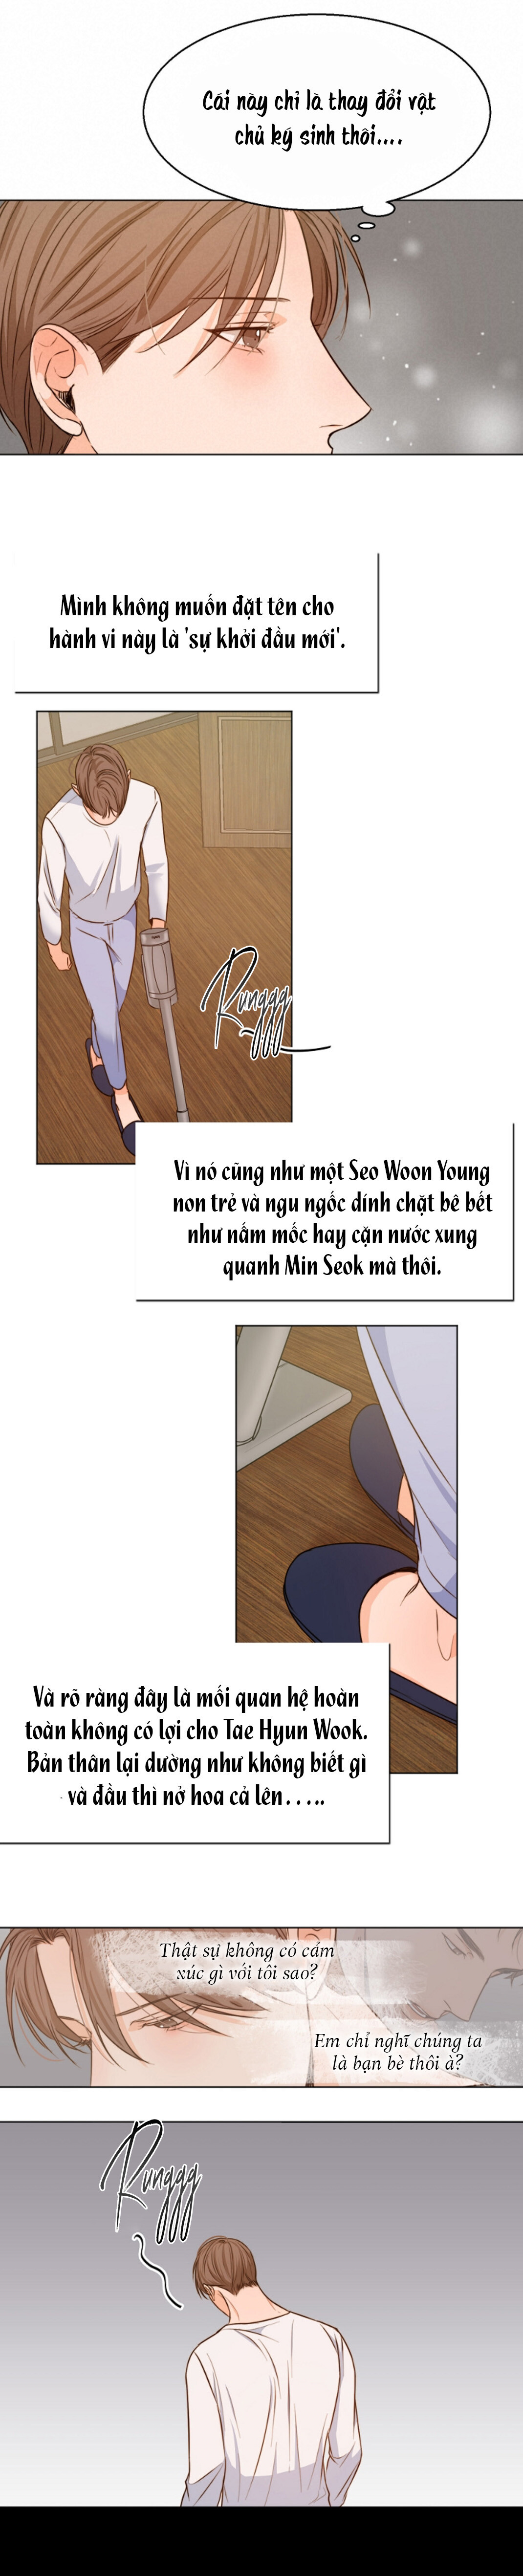 Cái này chỉ là thay đổi vật
chủ ký sinh thôi....
Mình không muốn đặt tên cho
hành vi này là 'sự khởi đầu mới'.
Runggg
Vì nó cũng như một Seo Woon Young
non trẻ và ngu ngốc dính chặt bê bết
như nấm mốc hay cặn nước xung
quanh Min Seok mà thôi.
Và rõ ràng đây là mối quan hệ hoàn
toàn không có lợi cho Tae Hyun Wook.
Bản thân lại dường như không biết gì
và đầu thì nở hoa cả lên.....
Thật sự không có cảm
xúc gì với tôi sao?
Em chỉ nghĩ chúng ta
là bạn bè thôi à?
Runggg